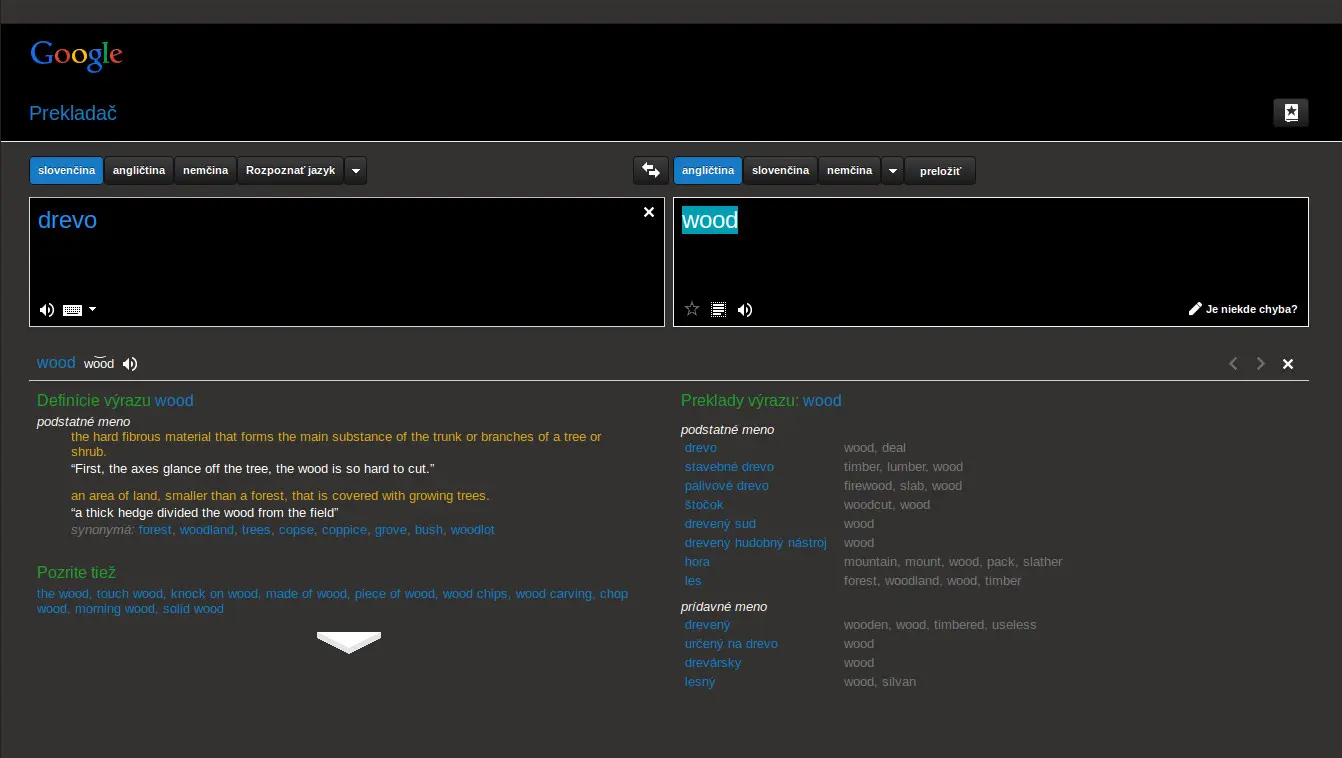 Google
Prekladač
slovenčina angličtina nemčina Rozpoznať jazyk
angličtina slovenčina nemčina preložiť
drevo
wood
Je niekde chyba?
wood wo͝od
Definície výrazu wood
podstatné meno
the hard fibrous material that forms the main substance of the trunk or branches of a tree or
shrub.
“First, the axes glance off the tree, the wood is so hard to cut.”
an area of land, smaller than a forest, that is covered with growing trees.
“a thick hedge divided the wood from the field”
synonymá: forest, woodland, trees, copse, coppice, grove, bush, woodlot
Pozrite tiež
the wood, touch wood, knock on wood, made of wood, piece of wood, wood chips, wood carving, chop
wood, morning wood, solid wood
Preklady výrazu: wood
podstatné meno
drevo wood, deal
stavebné drevo timber, lumber, wood
palivové drevo firewood, slab, wood
štočok woodcut, wood
drevený sud wood
dreveny hudobný nástroj wood
hora mountain, mount, wood, pack, slather
les forest, woodland, wood, timber
prídavné meno
drevený wooden, wood, timbered, useless
určený na drevo wood
drevársky wood
lesný wood, silvan